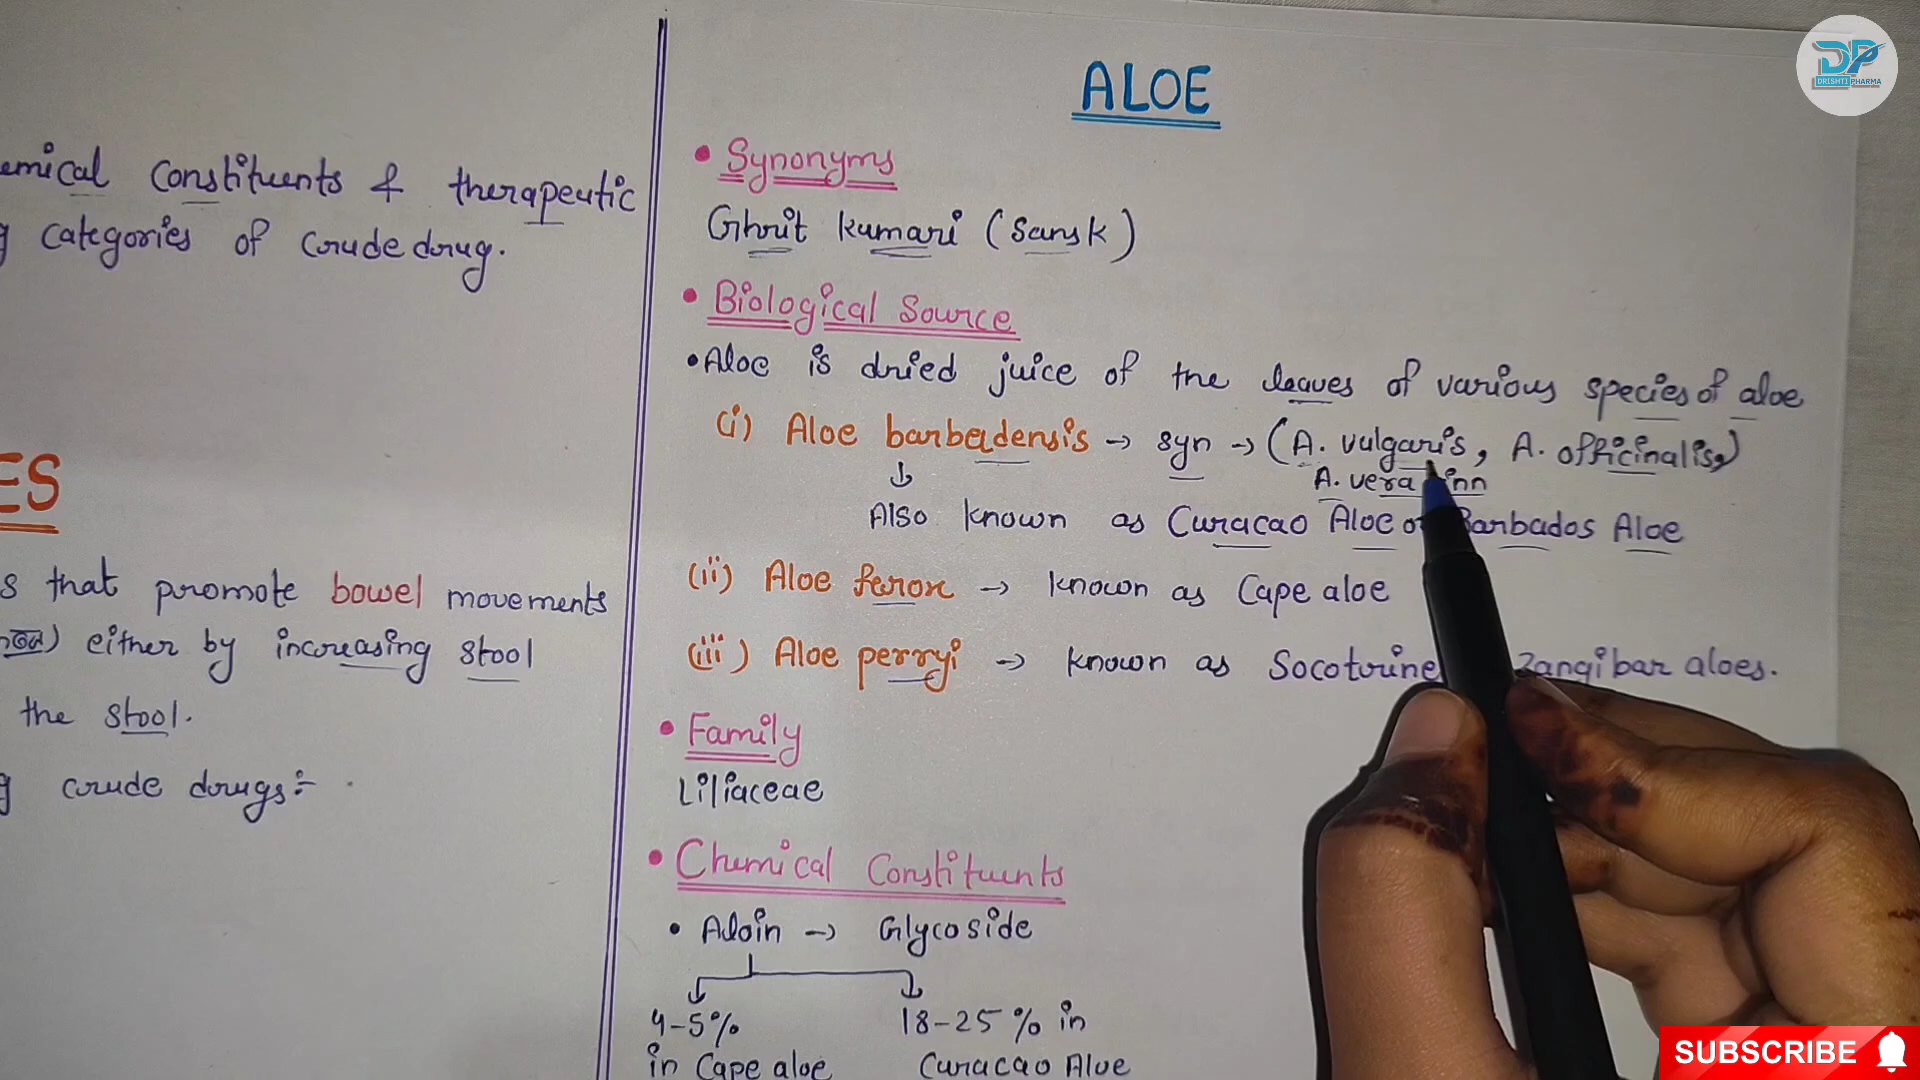 emical Constituents & therapeutic
g categories of Crude drug.
ES
s that promote bowel movements
) either by increasing stool
the stool.
g crude drugs:-
ALOE
• Synonyms
Ghrit kumari (Sansk)
• Biological Source
• Aloe is dried juice of the leaves of various species of aloe
(i) Aloe barbadensis → syn → (A. vulgaris, A. officinalis,)
A. vera inn
Also known as Curacao Aloe o Barbados Aloe
(ii) Aloe ferox → known as Cape aloe
(iii) Aloe perryi → known as Socotrine Zangibar aloes.
• Family
Liliaceae
• Chemical Constituents
• Aloin → Glycoside
4-5%
in Cape aloe
18-25% in
Curacao Aloe
DP
DRISHTI PHARMA
SUBSCRIBE